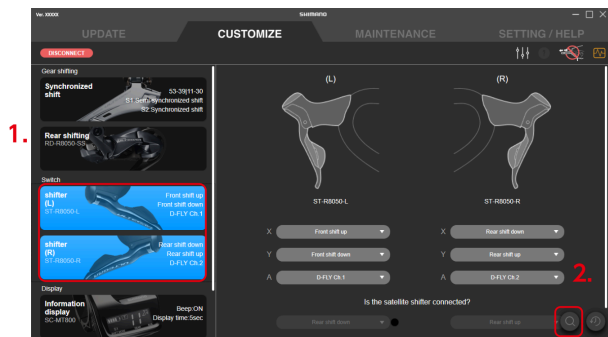 Ver. XXXXX
SHIMANO
UPDATE
CUSTOMIZE
MAINTENANCE
SETTING / HELP
DISCONNECT
Gear shifting
Synchronized shift
53-39|11-30
S1:Semi-Synchronized shift
S2:Synchronized shift
1.
Rear shifting
RD-R8050-SS
Switch
shifter
(L)
ST-R8050-L
Front shift up
Front shift down
D-FLY Ch.1
shifter
(R)
ST-R8050-R
Rear shift down
Rear shift up
D-FLY Ch.2
Display
Information display
SC-MT800
Beep:ON
Display time:5sec
(L)
(R)
ST-R8050-L
ST-R8050-R
X
Front shift up
X
Rear shift down
Y
Front shift down
Y
Rear shift up
A
D-FLY Ch.1
A
D-FLY Ch.2
2.
Is the satellite shifter connected?
Rear shift down
Rear shift up